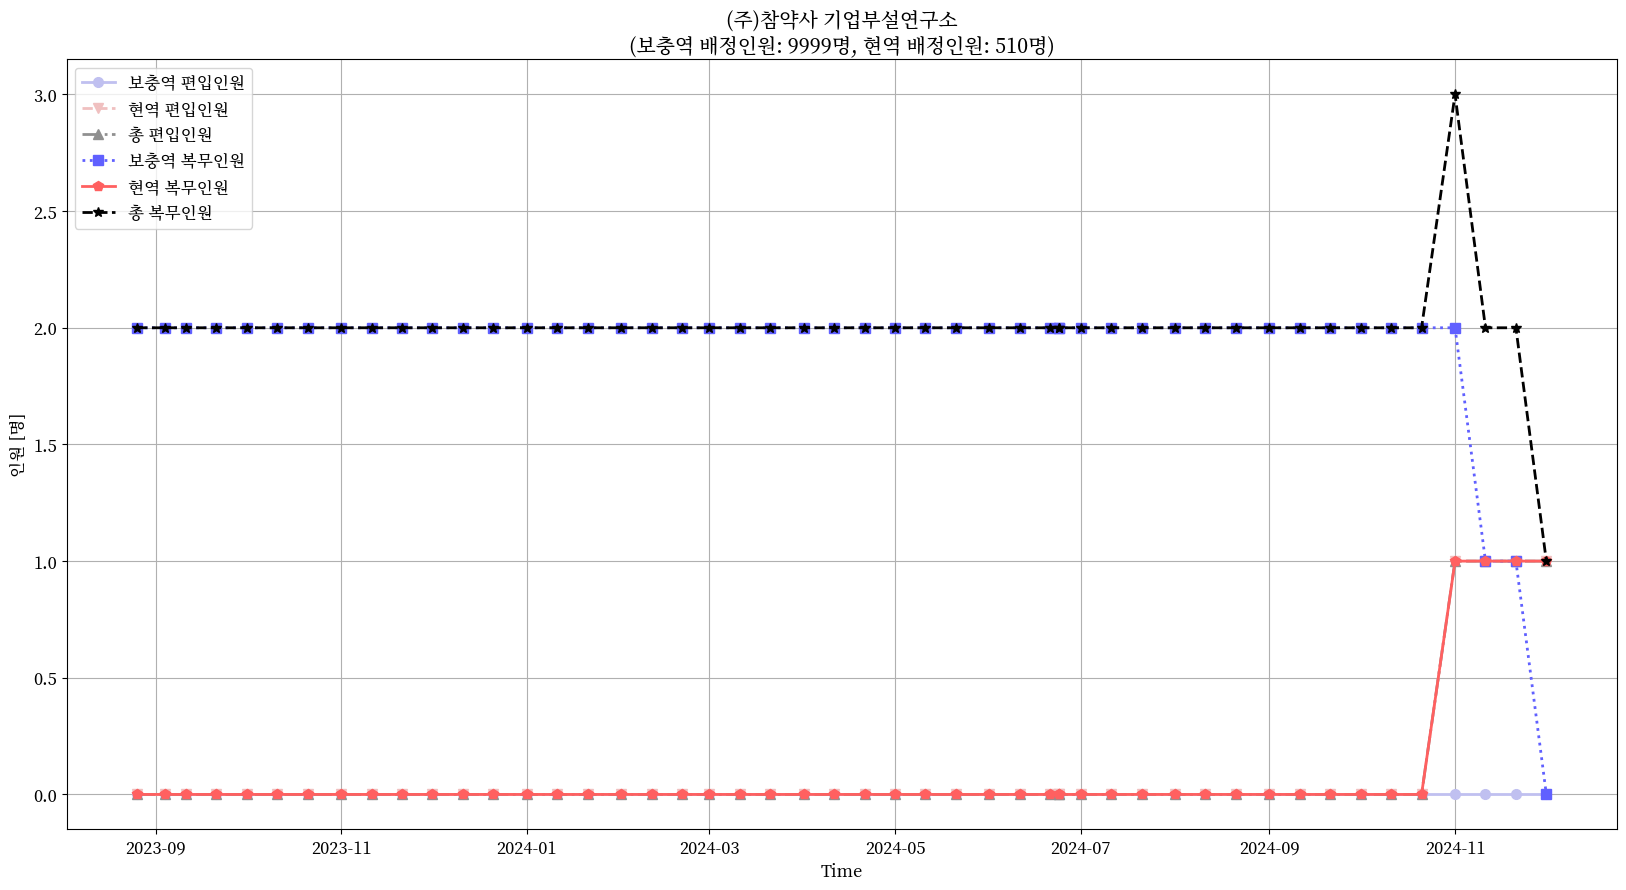 (주)참약사 기업부설연구소
(보충역 배정인원: 9999명, 현역 배정인원: 510명)
보충역 편입인원
현역 편입인원
총 편입인원
보충역 복무인원
현역 복무인원
총 복무인원
3.0
2.5
2.0
1.5
1.0
0.5
0.0
인원 [명]
2023-09 2023-11 2024-01 2024-03 2024-05 2024-07 2024-09 2024-11
Time